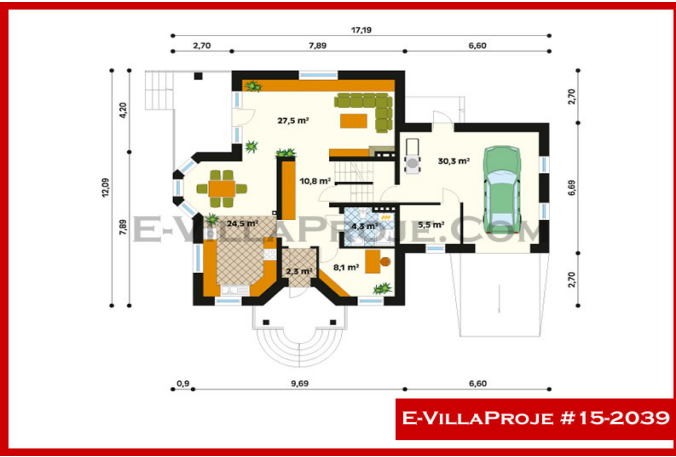 17,19
2,70 7,89 6,60
27,5 m²
30,3 m²
10,8 m²
24,5 m²
4,3 m²
5,5 m²
2,3 m²
8,1 m²
E-VillaProje.Com
4,20
12,09
7,89
2,70
6,69
2,70
0,9 9,69 6,60
E-VillaProje #15-2039